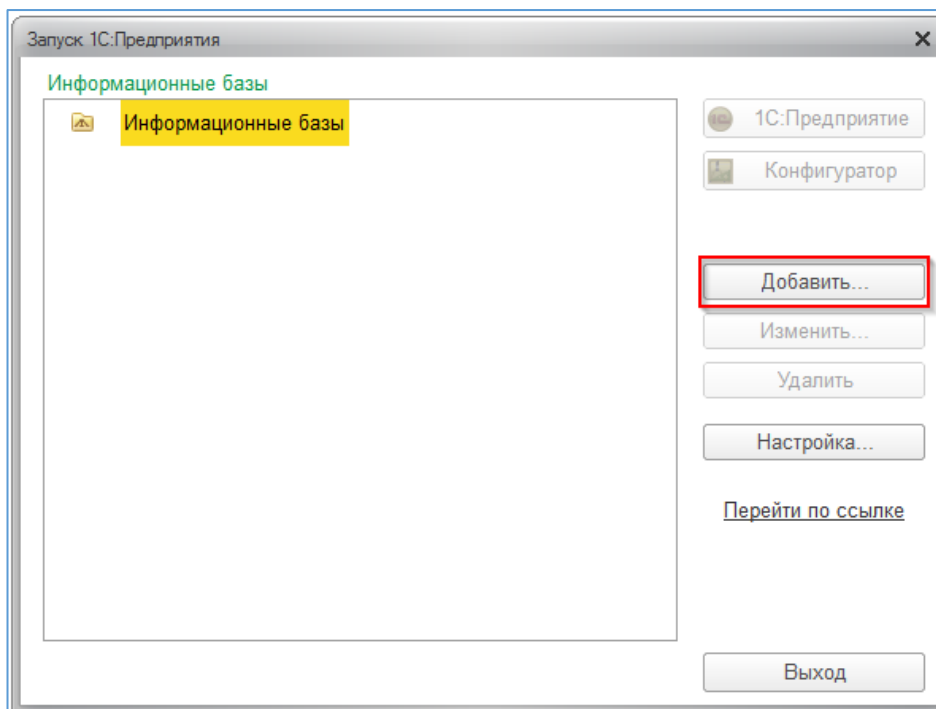 Запуск 1С:Предприятия
Информационные базы
Информационные базы
1С:Предприятие
Конфигуратор
Добавить...
Изменить...
Удалить
Настройка...
Перейти по ссылке
Выход